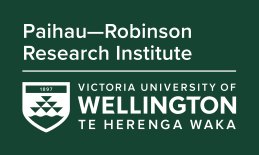 Paihau—Robinson
Research Institute
1897
VICTORIA UNIVERSITY OF
WELLINGTON
TE HERENGA WAKA